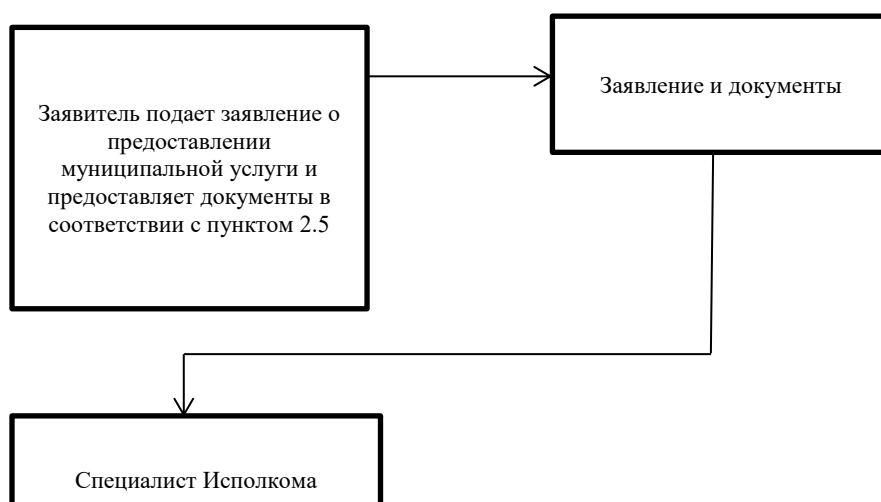 Заявитель подает заявление о
предоставлении
муниципальной услуги и
предоставляет документы в
соответствии с пунктом 2.5
Заявление и документы
Специалист Исполкома